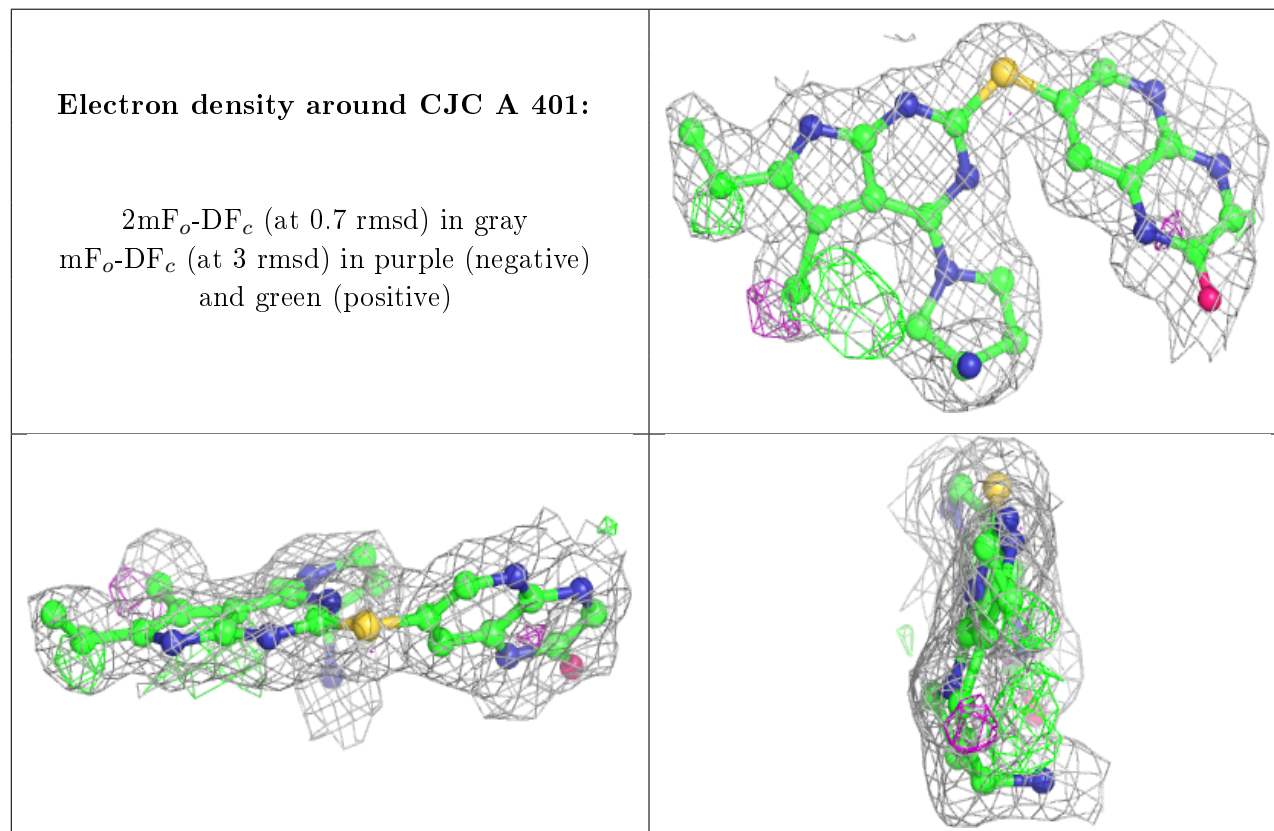 Electron density around CJC A 401:
2mFₒ-DF𝒸 (at 0.7 rmsd) in gray
mFₒ-DF𝒸 (at 3 rmsd) in purple (negative)
and green (positive)